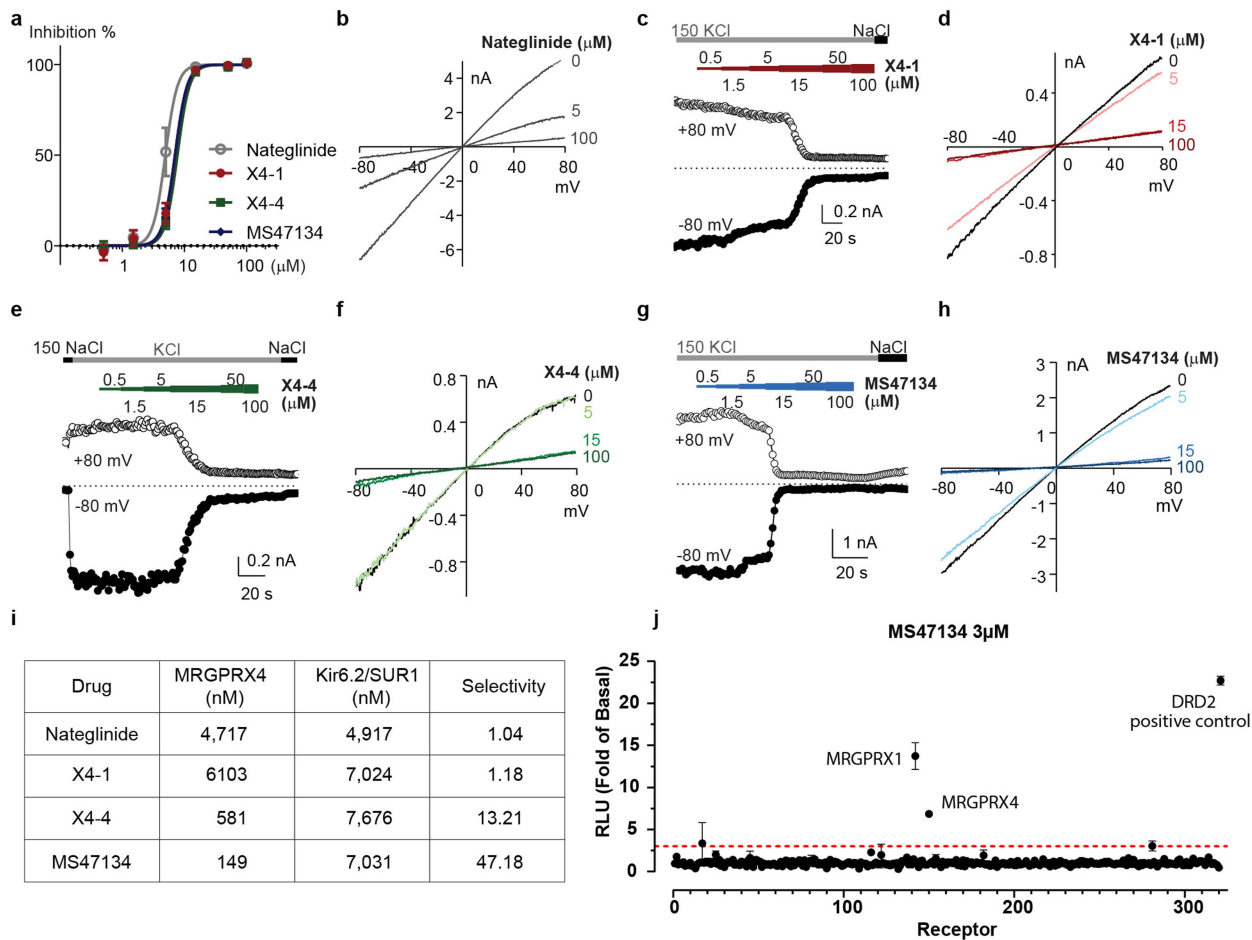 a
Inhibition %
100
50
0
1
10
100
(µM)
Nateglinide
X4-1
X4-4
MS47134
b
Nateglinide (µM)
nA
0
4
2
5
100
-80
-40
0
40
80
mV
-2
-4
-6
c
150 KCl
NaCl
0.5
5
50
X4-1
1.5
15
100
(µM)
+80 mV
-80 mV
0.2 nA
20 s
d
X4-1 (µM)
nA
0
5
0.4
15
100
-80
-40
0
40
80
mV
-0.4
-0.8
e
150 NaCl
KCl
NaCl
0.5
5
50
X4-4
1.5
15
100
(µM)
+80 mV
-80 mV
0.2 nA
20 s
f
X4-4 (µM)
0.8
nA
0
5
0.4
15
100
-80
-40
0
40
80
mV
-0.4
-0.8
g
150 KCl
NaCl
0.5
5
50
MS47134
1.5
15
100
(µM)
+80 mV
-80 mV
1 nA
20 s
h
MS47134 (µM)
3
nA
0
5
2
1
15
100
-80
-40
0
40
80
mV
-1
-2
-3
i
Drug MRGPRX4 (nM) Kir6.2/SUR1 (nM) Selectivity
Nateglinide 4,717 4,917 1.04
X4-1 6103 7,024 1.18
X4-4 581 7,676 13.21
MS47134 149 7,031 47.18
j
MS47134 3µM
RLU (Fold of Basal)
25
20
15
10
5
0
DRD2
positive control
MRGPRX1
MRGPRX4
0
100
200
300
Receptor